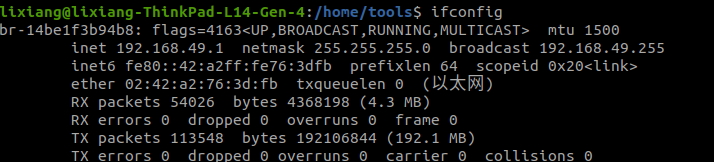 lixiang@lixiang-ThinkPad-L14-Gen-4:/home/tools$ ifconfig
br-14be1f3b94b8: flags=4163<UP,BROADCAST,RUNNING,MULTICAST>  mtu 1500
        inet 192.168.49.1  netmask 255.255.255.0  broadcast 192.168.49.255
        inet6 fe80::42:a2ff:fe76:3dfb  prefixlen 64  scopeid 0x20<link>
        ether 02:42:a2:76:3d:fb  txqueuelen 0  (以太网)
        RX packets 54026  bytes 4368198 (4.3 MB)
        RX errors 0  dropped 0  overruns 0  frame 0
        TX packets 113548  bytes 192106844 (192.1 MB)
        TX errors 0  dropped 0 overruns 0  carrier 0  collisions 0